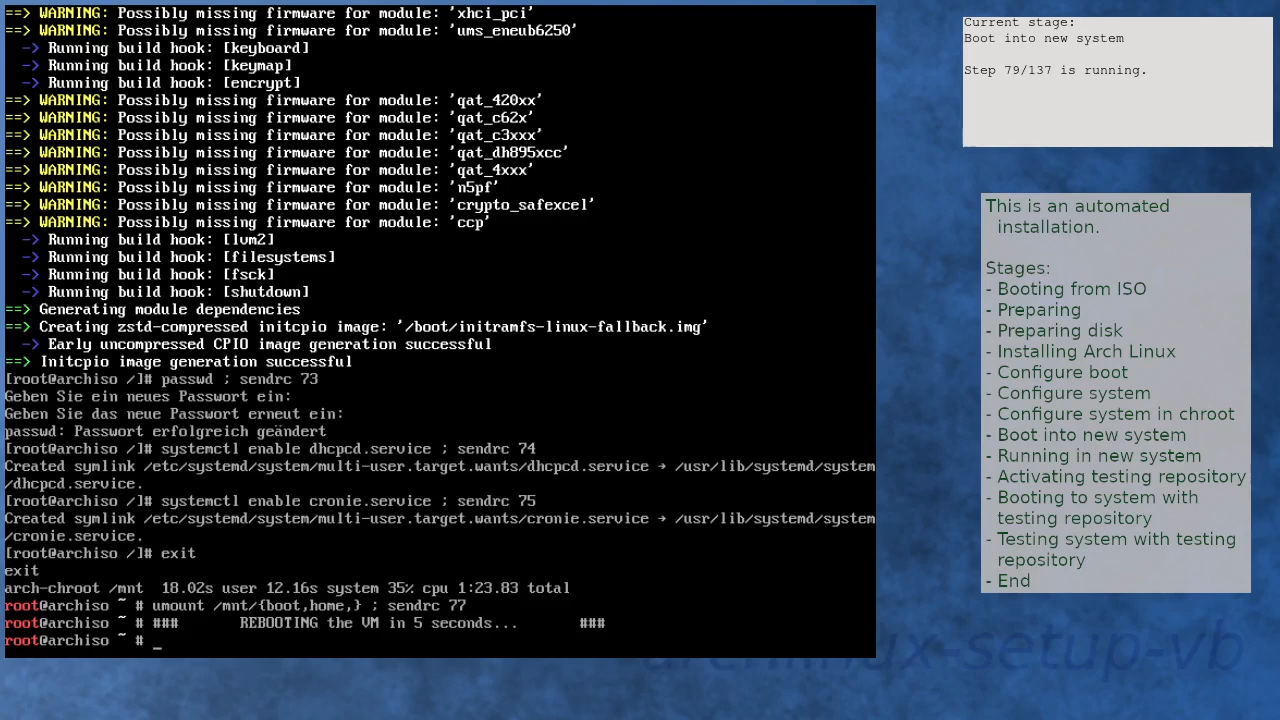 ==> WARNING: Possibly missing firmware for module: 'xhci_pci'
==> WARNING: Possibly missing firmware for module: 'ums_eneub6250'
  -> Running build hook: [keyboard]
  -> Running build hook: [keymap]
  -> Running build hook: [encrypt]
==> WARNING: Possibly missing firmware for module: 'qat_420xx'
==> WARNING: Possibly missing firmware for module: 'qat_c62x'
==> WARNING: Possibly missing firmware for module: 'qat_c3xxx'
==> WARNING: Possibly missing firmware for module: 'qat_dh895xcc'
==> WARNING: Possibly missing firmware for module: 'qat_4xxx'
==> WARNING: Possibly missing firmware for module: 'n5pf'
==> WARNING: Possibly missing firmware for module: 'crypto_safexcel'
==> WARNING: Possibly missing firmware for module: 'ccp'
  -> Running build hook: [lvm2]
  -> Running build hook: [filesystems]
  -> Running build hook: [fsck]
  -> Running build hook: [shutdown]
==> Generating module dependencies
==> Creating zstd-compressed initcpio image: '/boot/initramfs-linux-fallback.img'
  -> Early uncompressed CPIO image generation successful
==> Initcpio image generation successful
[root@archiso /]# passwd ; sendrc 73
Geben Sie ein neues Passwort ein:
Geben Sie das neue Passwort erneut ein:
passwd: Passwort erfolgreich geändert
[root@archiso /]# systemctl enable dhcpcd.service ; sendrc 74
Created symlink /etc/systemd/system/multi-user.target.wants/dhcpcd.service → /usr/lib/systemd/system
/dhcpcd.service.
[root@archiso /]# systemctl enable cronie.service ; sendrc 75
Created symlink /etc/systemd/system/multi-user.target.wants/cronie.service → /usr/lib/systemd/system
/cronie.service.
[root@archiso /]# exit
exit
arch-chroot /mnt  18.02s user 12.16s system 35% cpu 1:23.83 total
root@archiso ~ # umount /mnt/{boot,home,} ; sendrc 77
root@archiso ~ # ###       REBOOTING the VM in 5 seconds...       ###
root@archiso ~ # _
Current stage:
Boot into new system
Step 79/137 is running.
This is an automated
installation.
Stages:
- Booting from ISO
- Preparing
- Preparing disk
- Installing Arch Linux
- Configure boot
- Configure system
- Configure system in chroot
- Boot into new system
- Running in new system
- Activating testing repository
- Booting to system with
testing repository
- Testing system with testing
repository
- End
archlinux-setup-vb